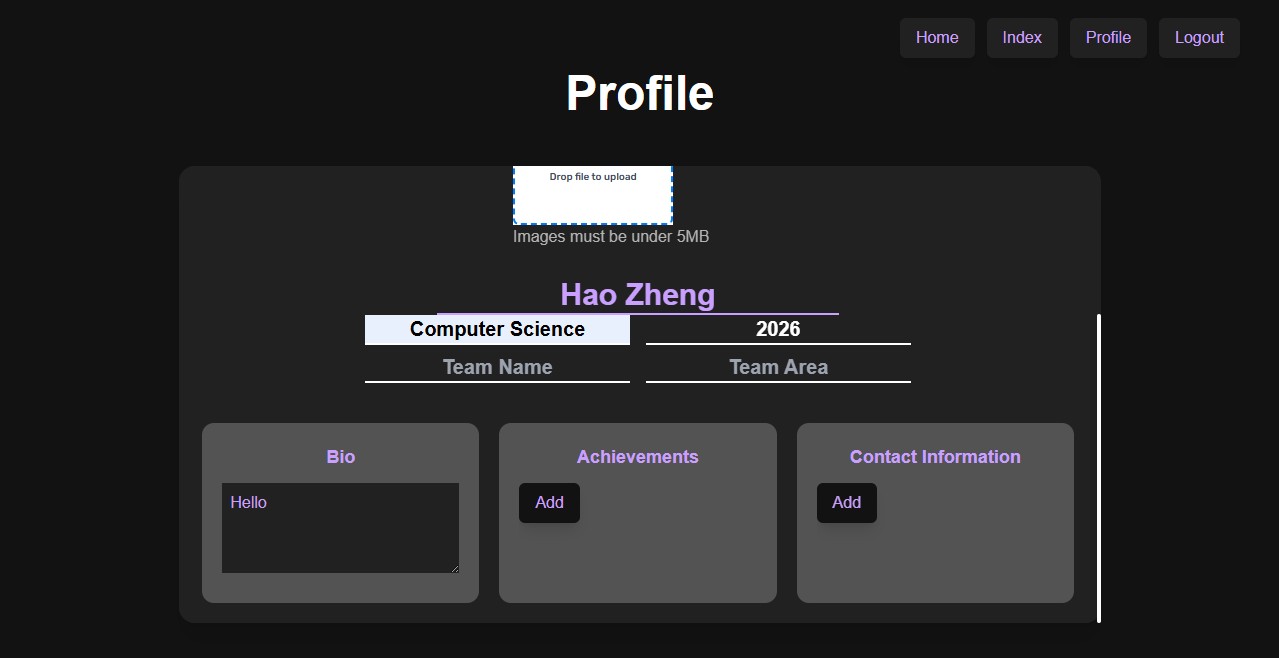 Home Index Profile Logout
Profile
Drop file to upload
Images must be under 5MB
Hao Zheng
Computer Science 2026
Team Name Team Area
Bio Achievements Contact Information
Hello Add Add